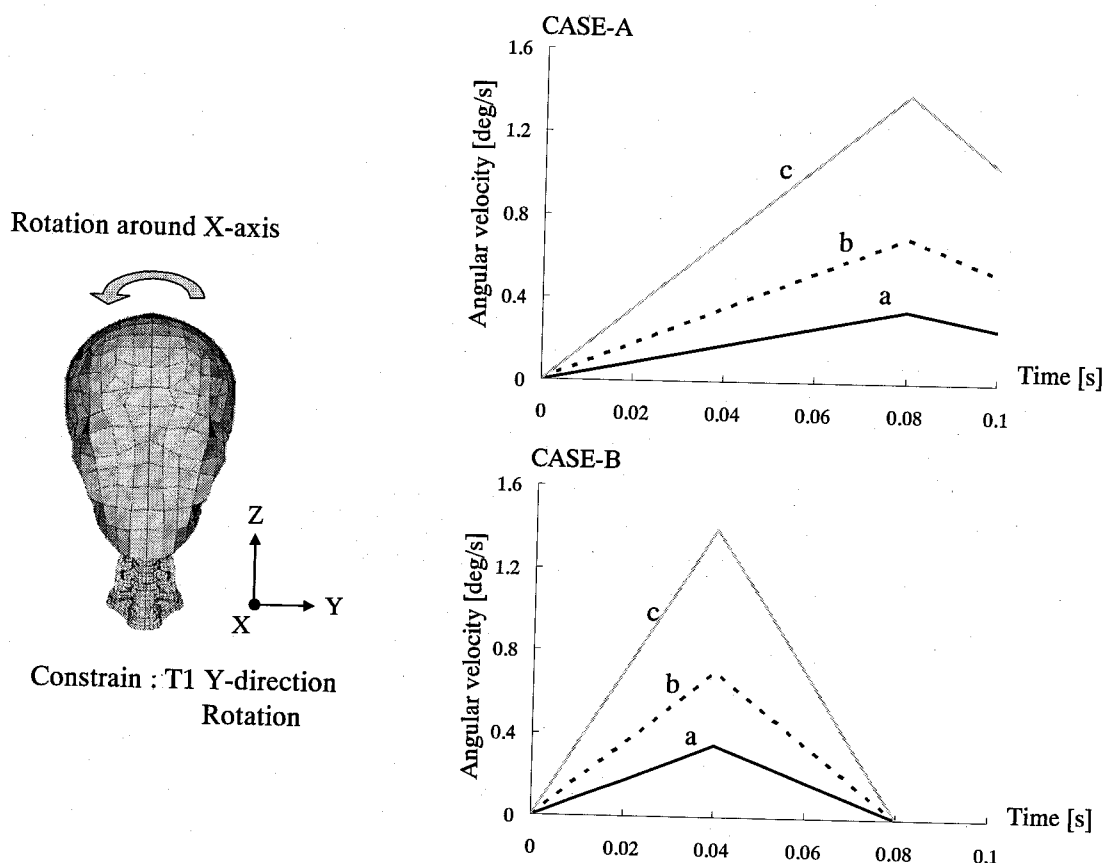 Rotation around X-axis
Z
Y
X
Constrain : T1 Y-direction
Rotation
CASE-A
Angular velocity [deg/s]
1.6
1.2
0.8
0.4
0
c
b
a
Time [s]
0
0.02
0.04
0.06
0.08
0.1
CASE-B
Angular velocity [deg/s]
1.6
1.2
0.8
0.4
0
c
b
a
Time [s]
0
0.02
0.04
0.06
0.08
0.1